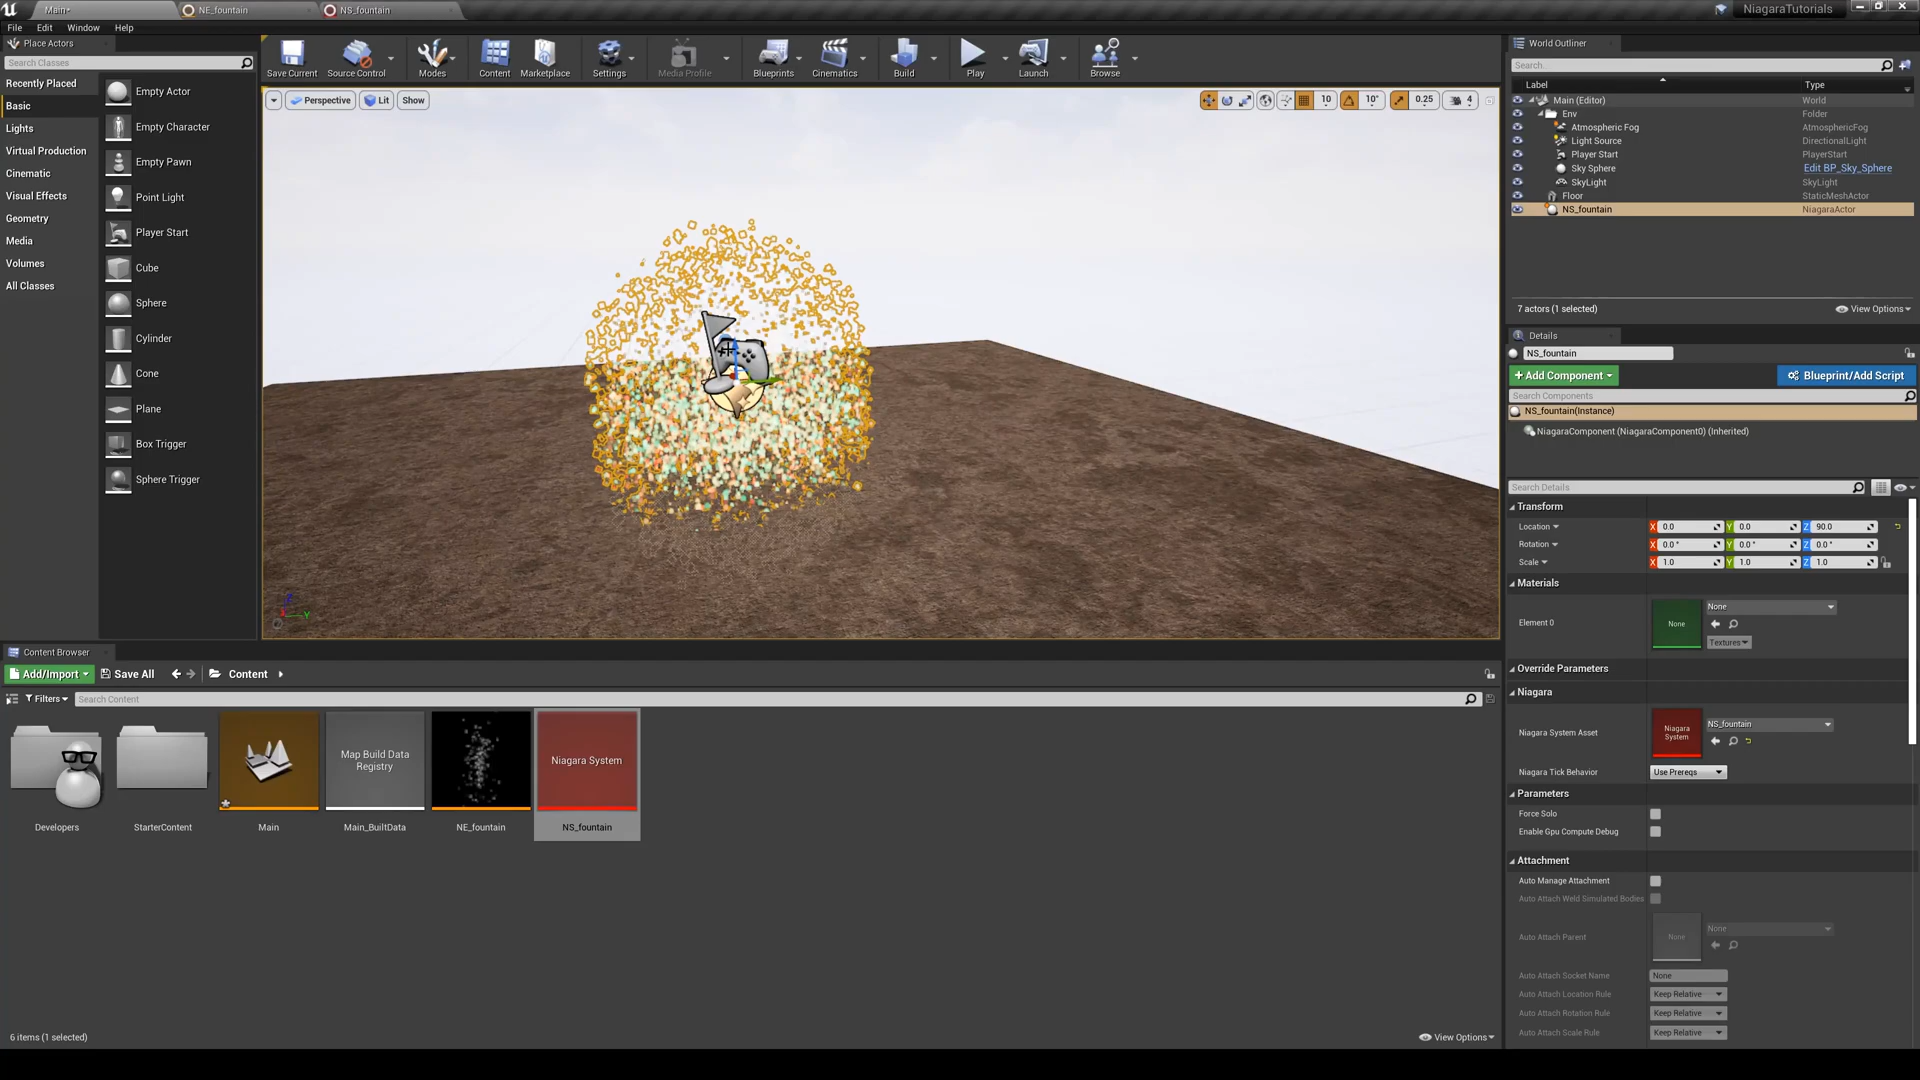 Main*
NE_fountain
NS_fountain
NiagaraTutorials
File Edit Window Help
Place Actors
Search Classes
Recently Placed
Basic
Lights
Virtual Production
Cinematic
Visual Effects
Geometry
Media
Volumes
All Classes
Empty Actor
Empty Character
Empty Pawn
Point Light
Player Start
Cube
Sphere
Cylinder
Cone
Plane
Box Trigger
Sphere Trigger
Save Current
Source Control
Modes
Content
Marketplace
Settings
Media Profile
Blueprints
Cinematics
Build
Play
Launch
Browse
Perspective
Lit
Show
10
10°
0.25
4
Z
Y
World Outliner
Search...
Label Type
Main (Editor) World
Env Folder
Atmospheric Fog AtmosphericFog
Light Source DirectionalLight
Player Start PlayerStart
Sky Sphere Edit BP_Sky_Sphere
SkyLight SkyLight
Floor StaticMeshActor
NS_fountain NiagaraActor
7 actors (1 selected)
View Options
Details
NS_fountain
Add Component
Blueprint/Add Script
Search Components
NS_fountain(Instance)
NiagaraComponent (NiagaraComponent0) (Inherited)
Search Details
Transform
Location X 0.0 Y 0.0 Z 90.0
Rotation X 0.0° Y 0.0° Z 0.0°
Scale X 1.0 Y 1.0 Z 1.0
Materials
Element 0
None
None
Textures
Override Parameters
Niagara
Niagara System Asset
Niagara System
NS_fountain
Niagara Tick Behavior
Use Prereqs
Parameters
Force Solo
Enable Gpu Compute Debug
Attachment
Auto Manage Attachment
Auto Attach Weld Simulated Bodies
Auto Attach Parent
None
None
Auto Attach Socket Name
None
Auto Attach Location Rule
Keep Relative
Auto Attach Rotation Rule
Keep Relative
Auto Attach Scale Rule
Keep Relative
Content Browser
Add/Import
Save All
Content
Filters
Search Content
Map Build Data
Registry
Niagara System
Developers
StarterContent
Main
Main_BuiltData
NE_fountain
NS_fountain
6 items (1 selected)
View Options